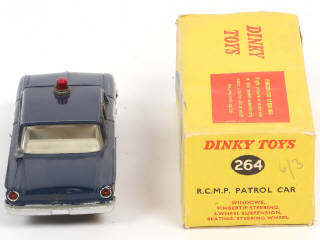 DINKY
TOYS
DINKY TOYS
264
6/3
R.C.M.P. PATROL CAR
WINDOWS,
FINGERTIP STEERING,
4-WHEEL SUSPENSION,
SEATING, STEERING WHEEL